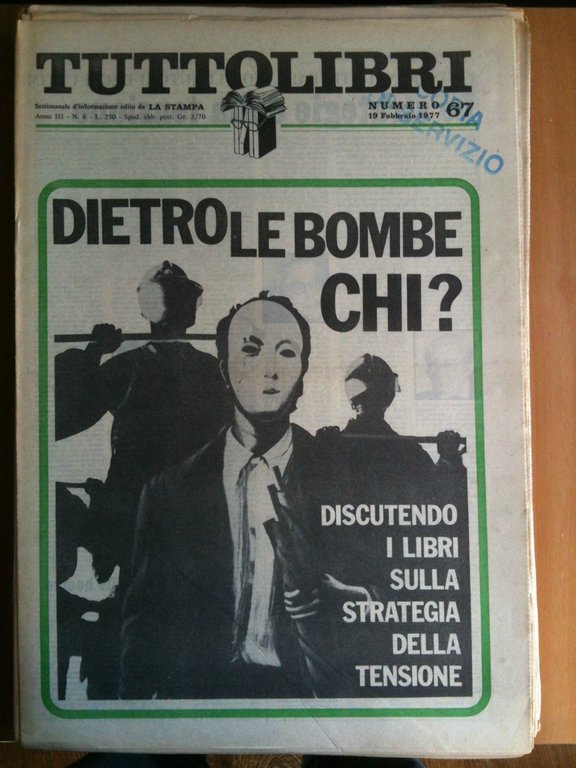 TUTTOLIBRI
Settimanale d'informazione edito da LA STAMPA
Anno III - N. 6 - L. 250 - Sped. abb. post. Gr. 2/70
NUMERO 67
19 Febbraio 1977
COPIA
DI SERVIZIO
DIETRO LE BOMBE
CHI?
DISCUTENDO
I LIBRI
SULLA
STRATEGIA
DELLA
TENSIONE